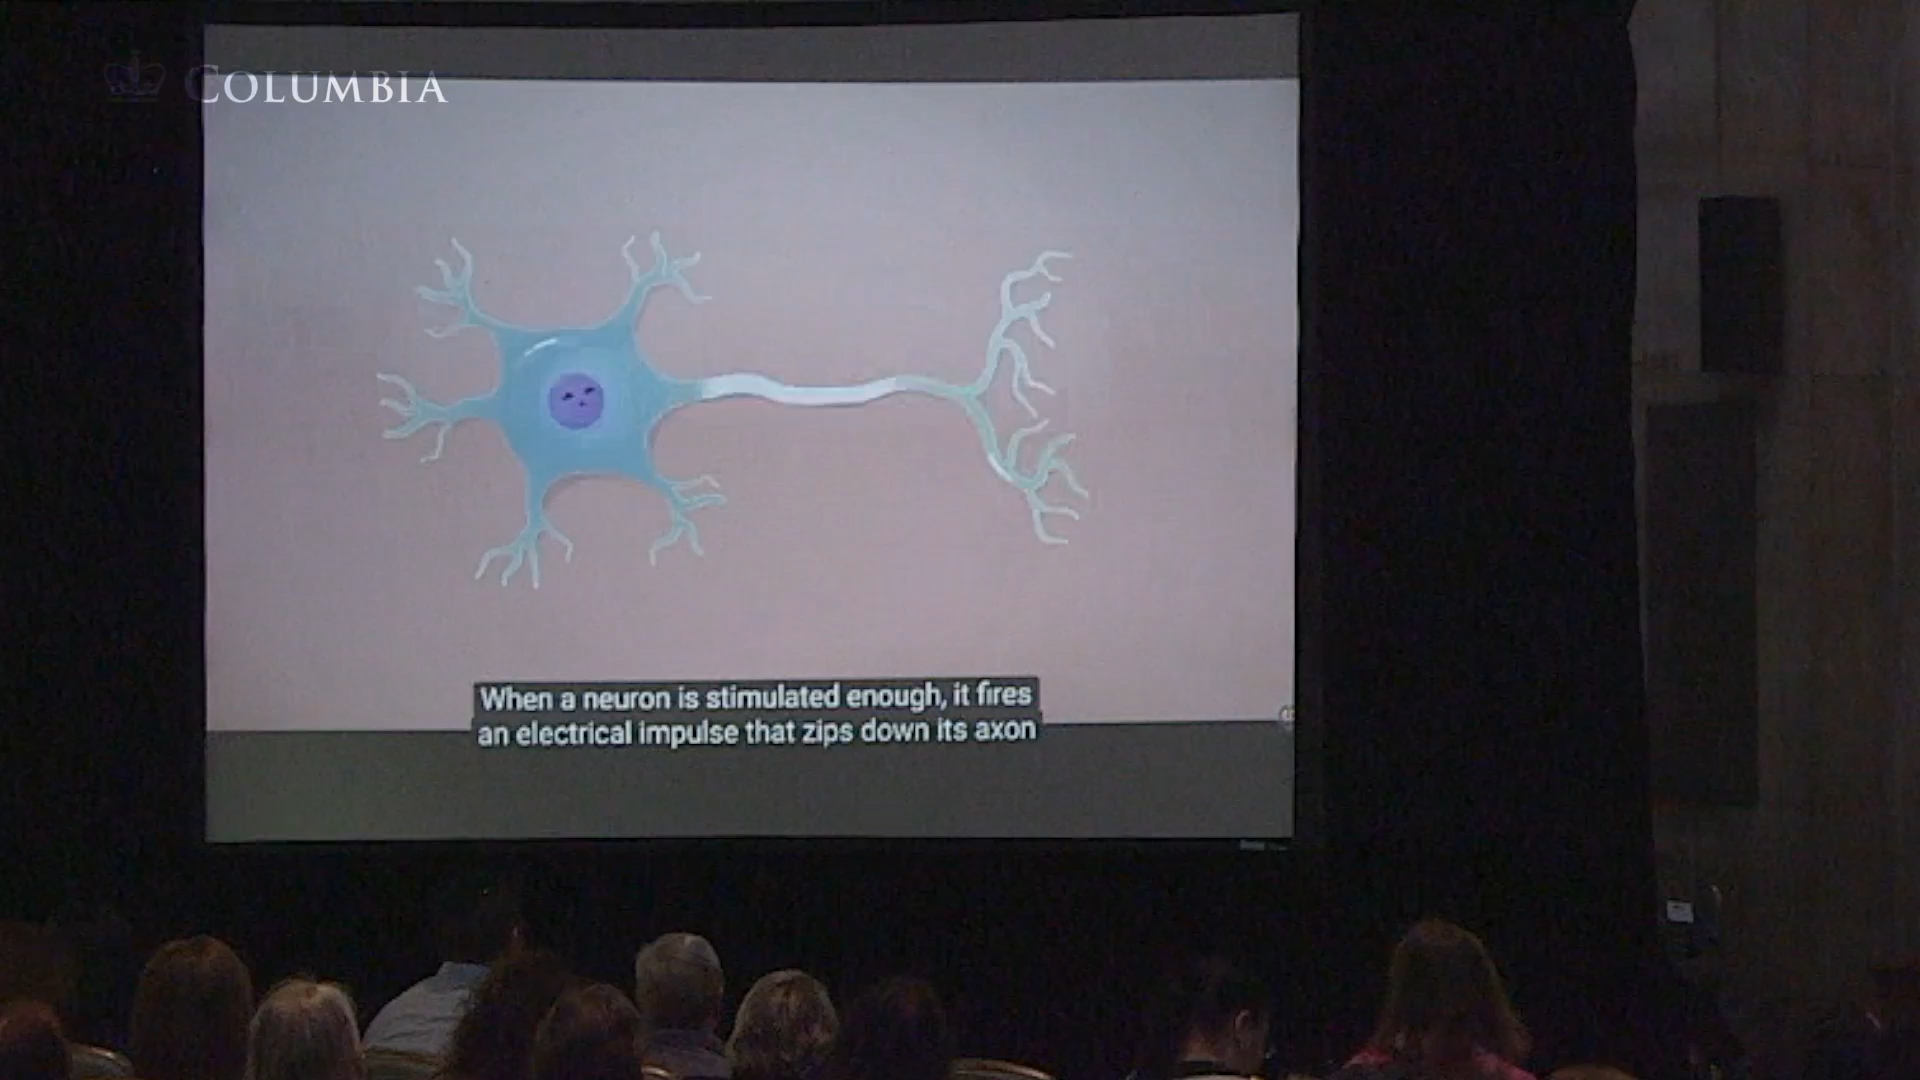 COLUMBIA
When a neuron is stimulated enough, it fires
an electrical impulse that zips down its axon